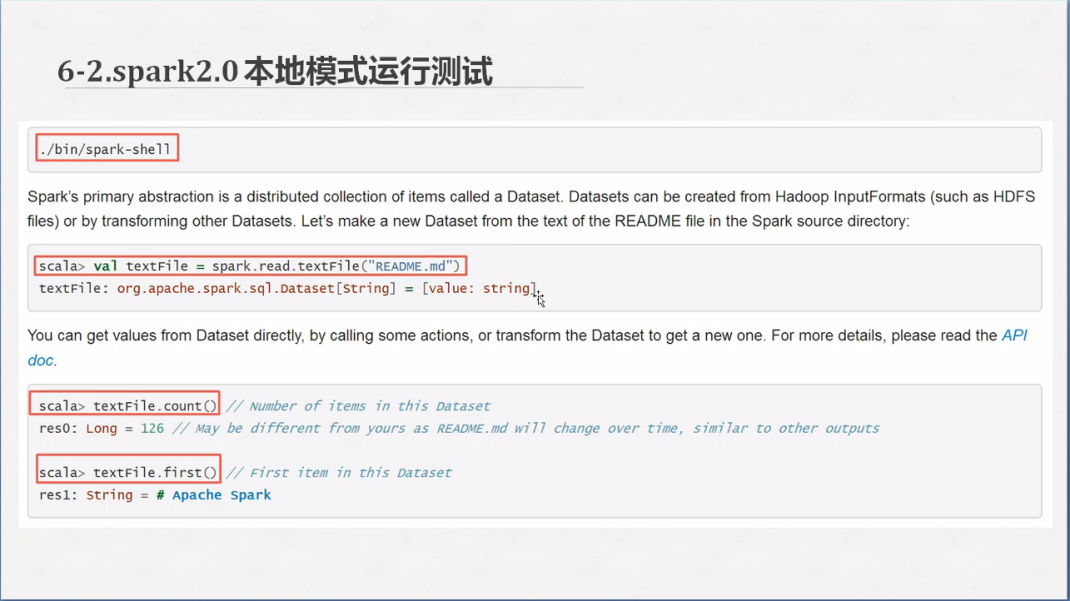 6-2.spark2.0本地模式运行测试
./bin/spark-shell
Spark's primary abstraction is a distributed collection of items called a Dataset. Datasets can be created from Hadoop InputFormats (such as HDFS
files) or by transforming other Datasets. Let's make a new Dataset from the text of the README file in the Spark source directory:
scala> val textFile = spark.read.textFile("README.md")
textFile: org.apache.spark.sql.Dataset[String] = [value: string]
You can get values from Dataset directly, by calling some actions, or transform the Dataset to get a new one. For more details, please read the API
doc.
scala> textFile.count() // Number of items in this Dataset
res0: Long = 126 // May be different from yours as README.md will change over time, similar to other outputs
scala> textFile.first() // First item in this Dataset
res1: String = # Apache Spark